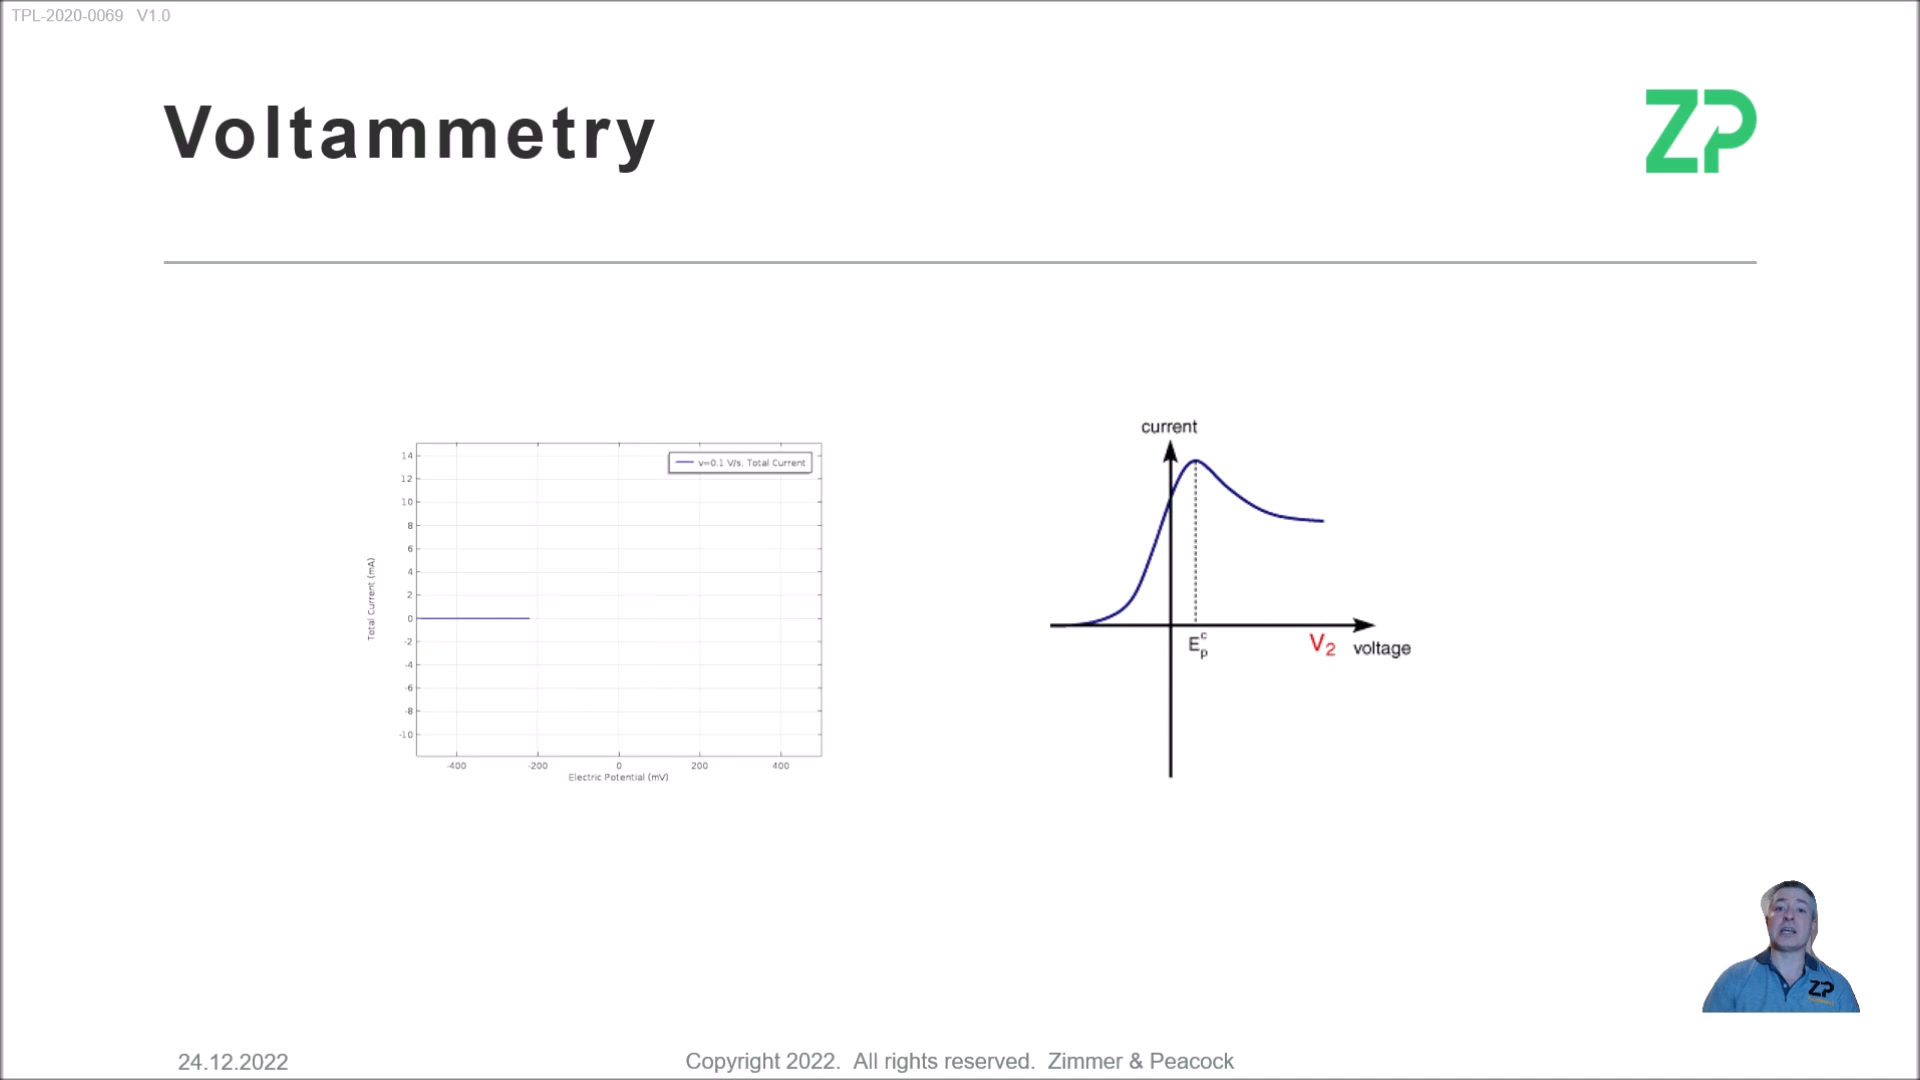 TPL-2020-0069 V1.0
Voltammetry
ZP
v=0.1 V/s, Total Current
14
12
10
8
6
4
2
0
-2
-4
-6
-8
-10
Total Current (mA)
-400 -200 0 200 400
Electric Potential (mV)
current
E_p^c
V₂ voltage
ZP
24.12.2022
Copyright 2022. All rights reserved. Zimmer & Peacock